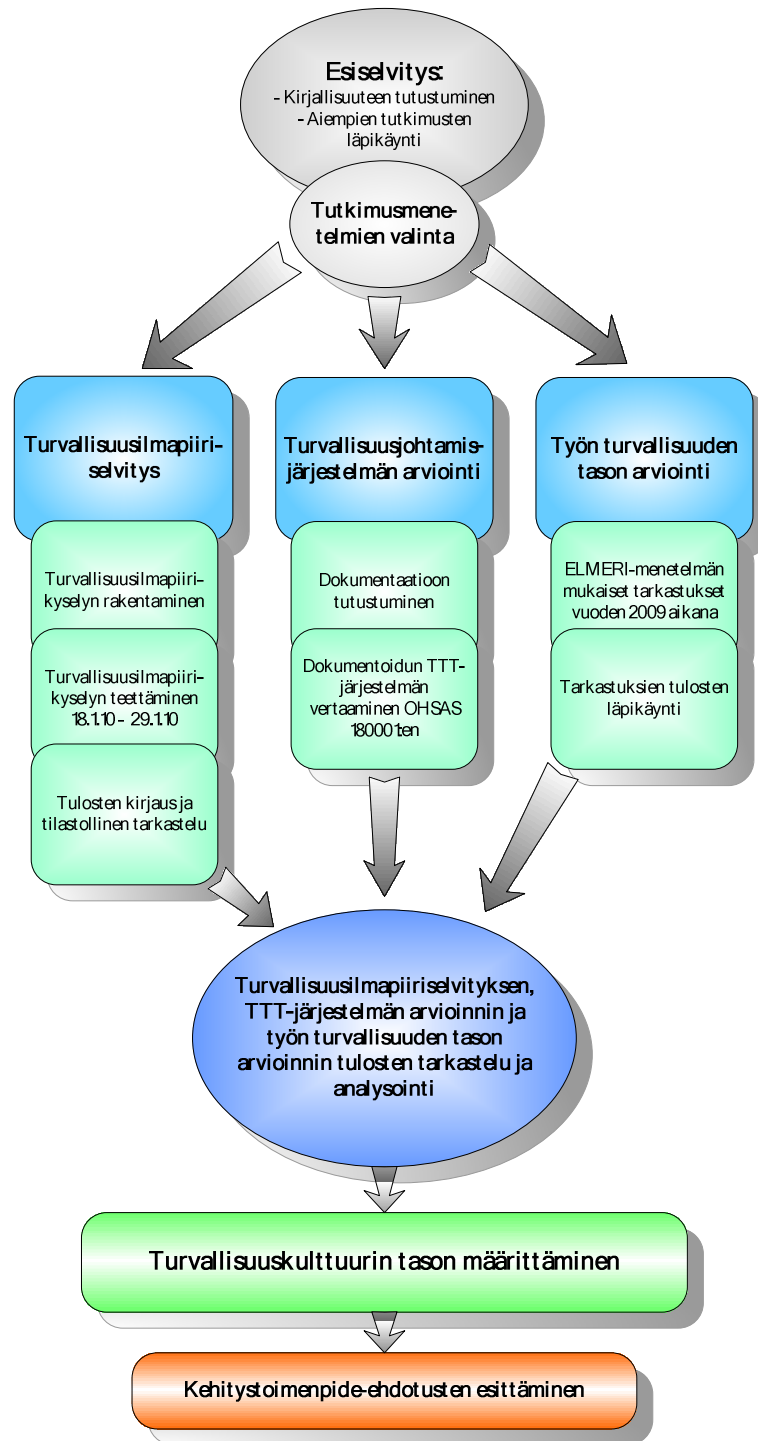 Esiselvitys:
- Kirjallisuuteen tutustuminen
- Aiempien tutkimusten
läpikäynti
Tutkimusmene-
telmien valinta
Turvallisuusilmapiiri-
selvitys
Turvallisuusilmapiiri-
kyselyn rakentaminen
Turvallisuusilmapiiri-
kyselyn teettäminen
18.1.10 - 29.1.10
Tulosten kirjaus ja
tilastollinen tarkastelu
Turvallisuusjohtamis-
järjestelmän arviointi
Dokumentaatioon
tutustuminen
Dokumentoidun TTT-
järjestelmän
vertaaminen OHSAS
180001:en
Työn turvallisuuden
tason arviointi
ELMERI-menetelmän
mukaiset tarkastukset
vuoden 2009 aikana
Tarkastuksien tulosten
läpikäynti
Turvallisuusilmapiiriselvityksen,
TTT-järjestelmän arvioinnin ja
työn turvallisuuden tason
arvioinnin tulosten tarkastelu ja
analysointi
Turvallisuuskulttuurin tason määrittäminen
Kehitystoimenpide-ehdotusten esittäminen